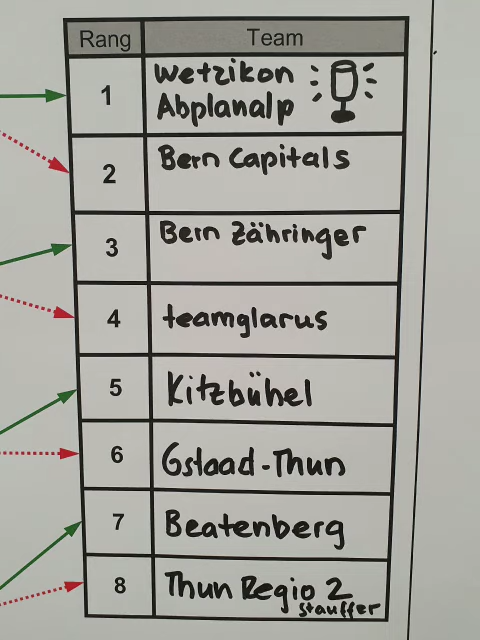 Rang Team
1 Wetzikon
Abplanalp
2 Bern Capitals
3 Bern Zähringer
4 teamglarus
5 Kitzbühel
6 Gstaad-Thun
7 Beatenberg
8 Thun Regio 2
stauffer